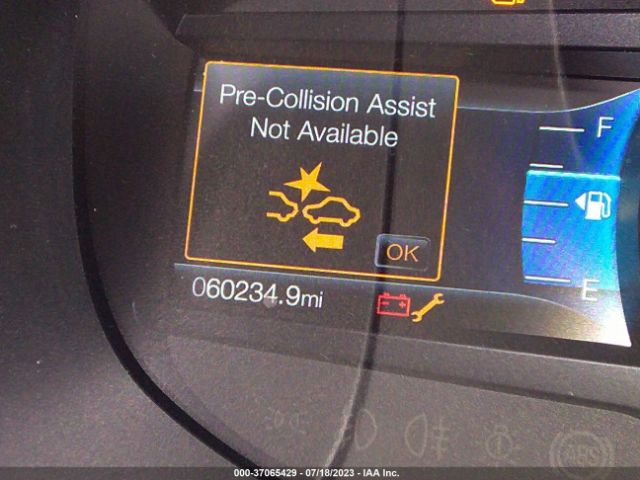 Pre-Collision Assist
Not Available
OK
F
E
060234.9mi
ABS
000-37065429 - 07/18/2023 - IAA Inc.